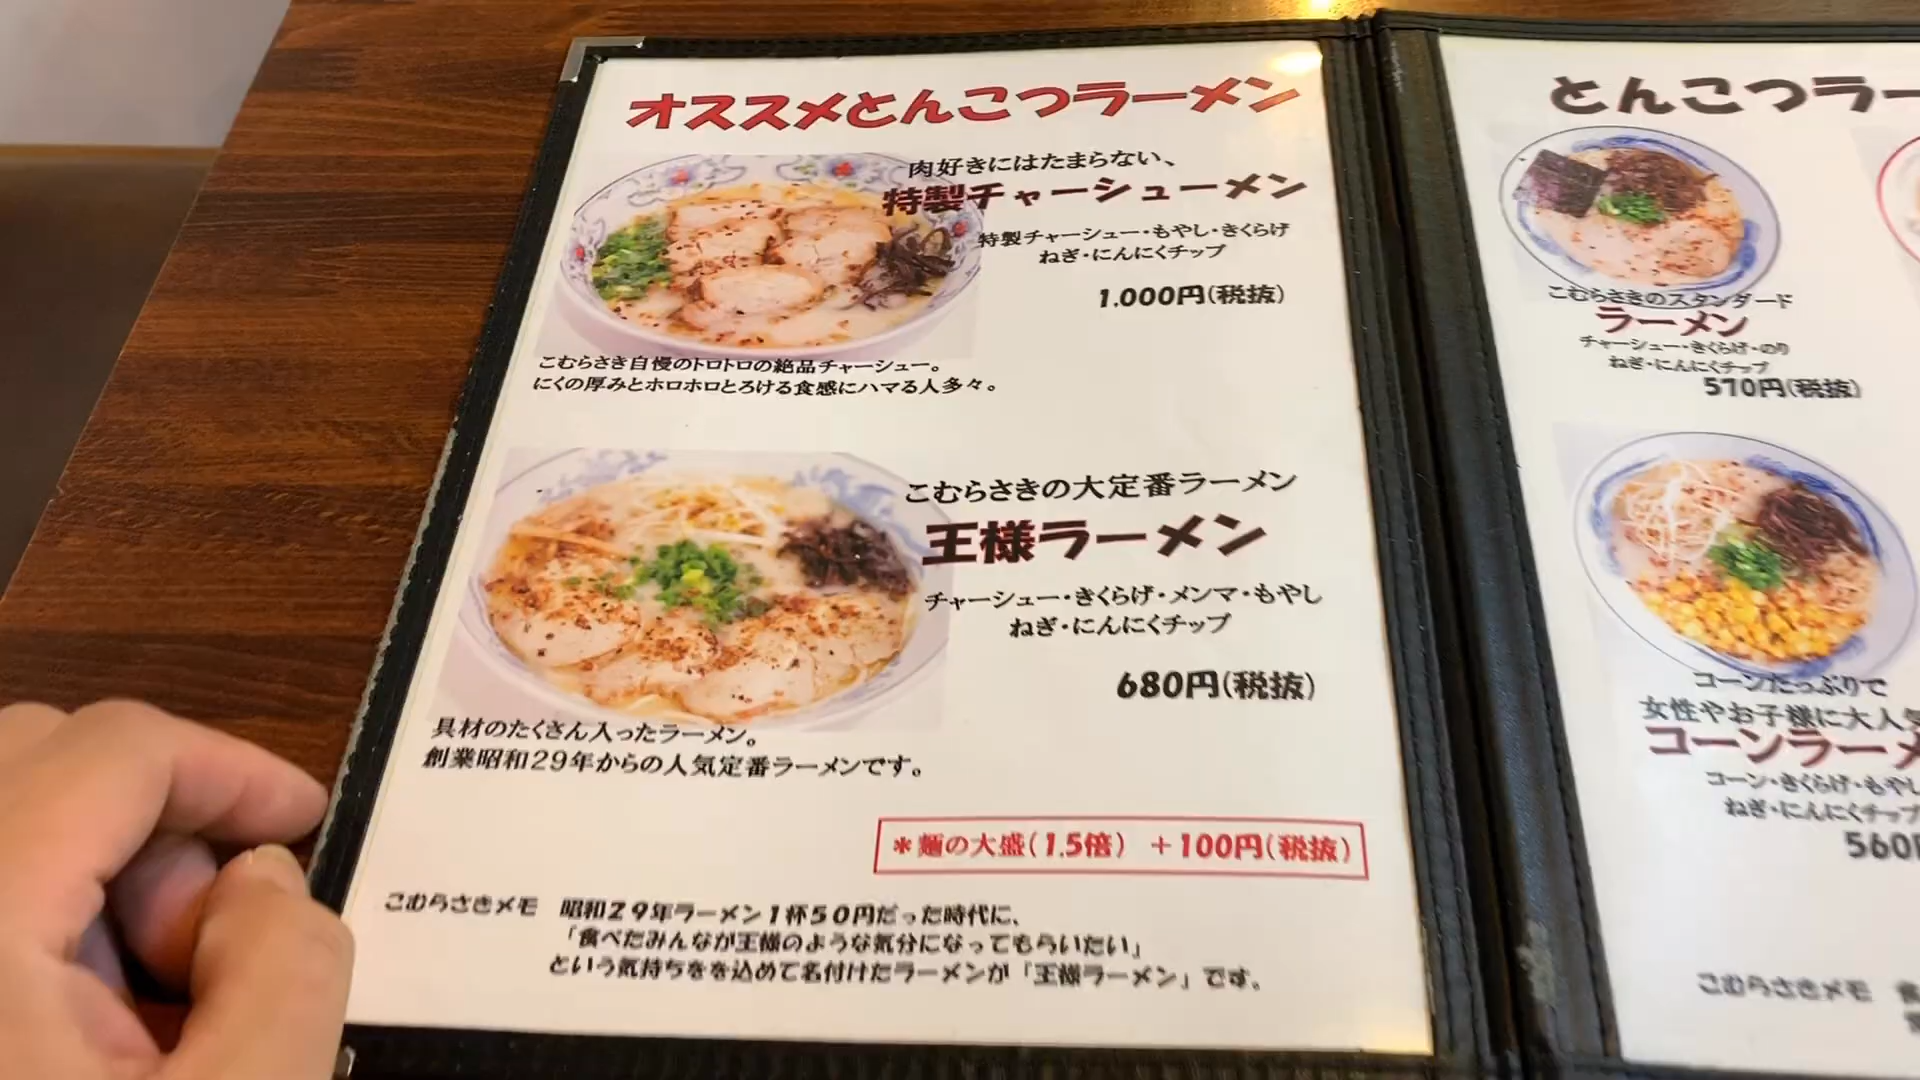 オススメとんこつラーメン
肉好きにはたまらない、
特製チャーシューメン
特製チャーシュー・もやし・きくらげ
ねぎ・にんにくチップ
1.000円(税抜)
こむらさき自慢のトロトロの絶品チャーシュー。
にくの厚みとホロホロとろける食感にハマる人多々。
こむらさきの大定番ラーメン
王様ラーメン
チャーシュー・きくらげ・メンマ・もやし
ねぎ・にんにくチップ
680円(税抜)
具材のたくさん入ったラーメン。
創業昭和29年からの人気定番ラーメンです。
＊麺の大盛(1.5倍) ＋100円(税抜)
こむらさきメモ 昭和２９年ラーメン１杯５０円だった時代に、
「食べたみんなが王様のような気分になってもらいたい」
という気持ちをを込めて名付けたラーメンが「王様ラーメン」です。
とんこつラー
こむらさきのスタンダード
ラーメン
チャーシュー・きくらげ・のり
ねぎ・にんにくチップ
570円(税抜)
コーンたっぷりで
女性やお子様に大人気
コーンラーメ
コーン・きくらげ・もやし
ねぎ・にんにくチップ
560円
こむらさきメモ